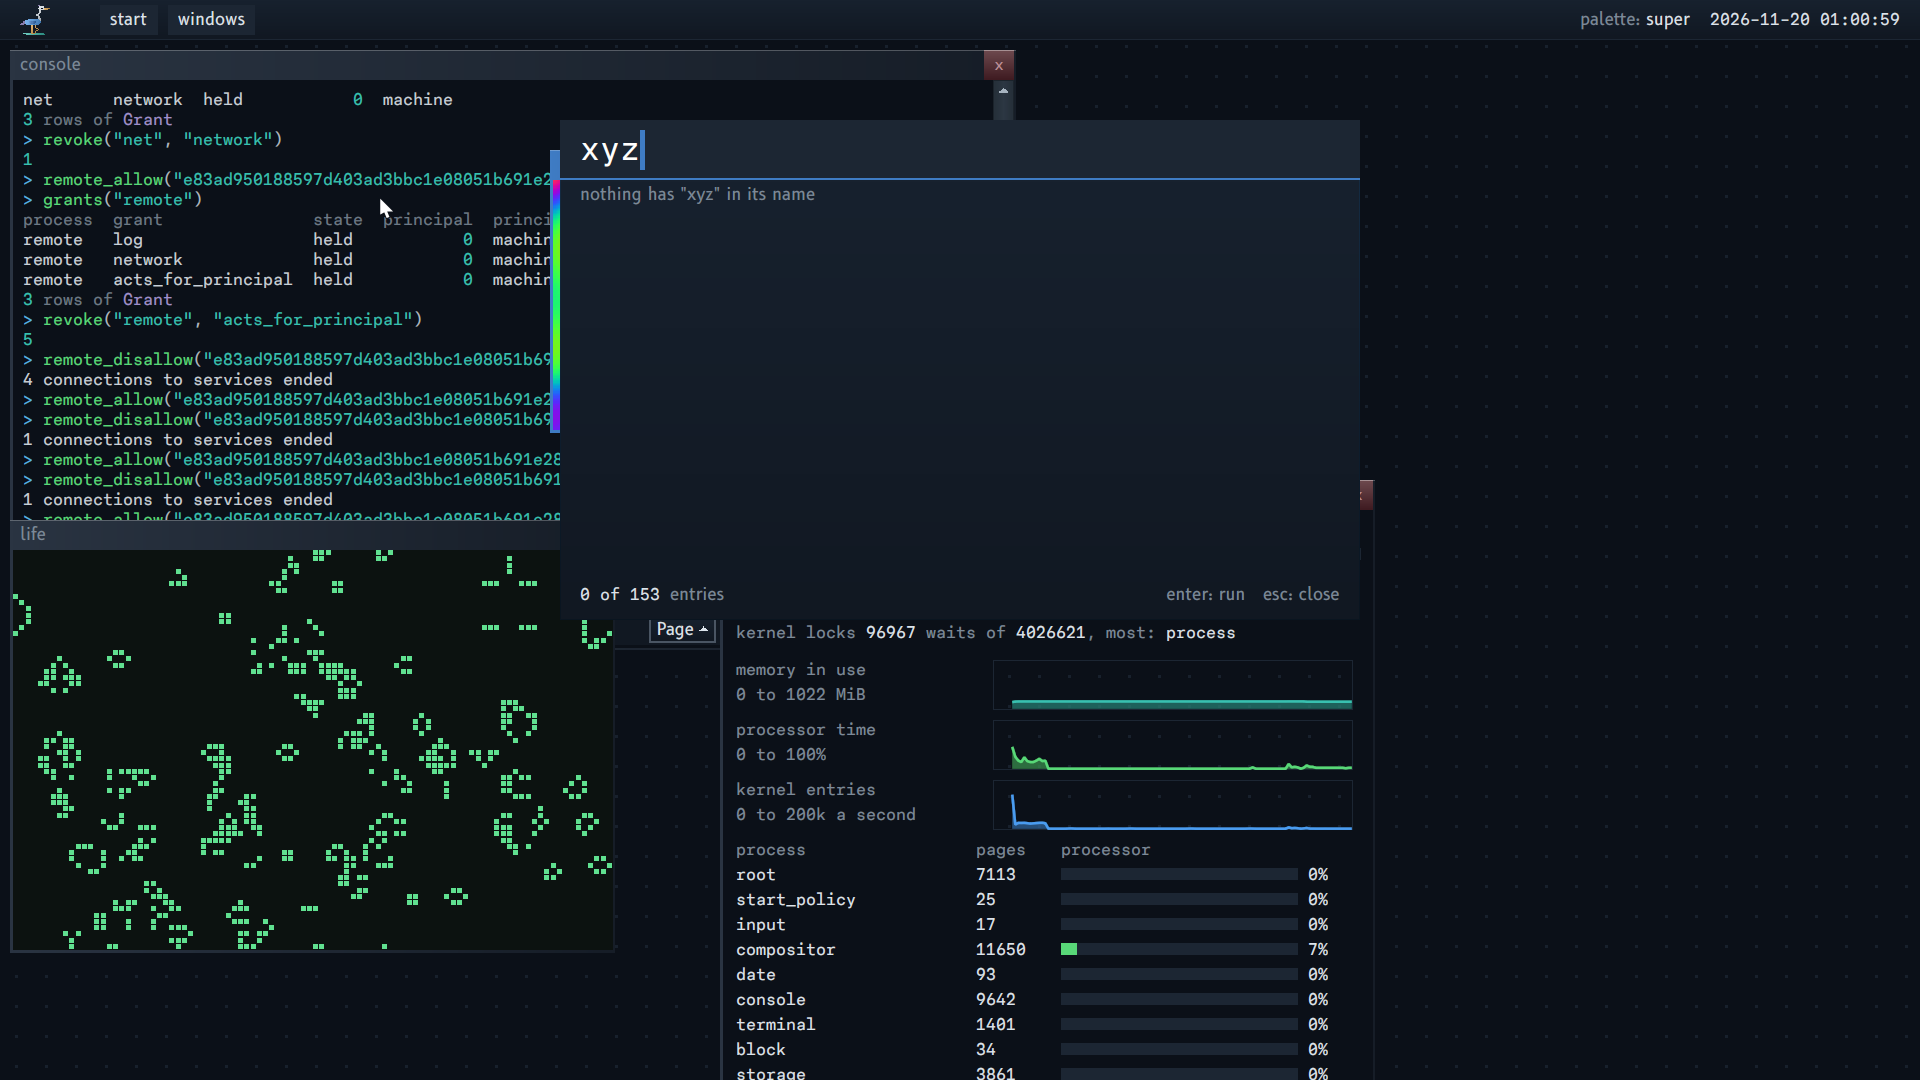 start windows palette: super 2026-11-20 01:00:59
console x
net network held 0 machine
3 rows of Grant
> revoke("net", "network")
1
> remote_allow("e83ad950188597d403ad3bbc1e08051b691e2
> grants("remote")
process grant state principal princi
remote log held 0 machin
remote network held 0 machin
remote acts_for_principal held 0 machin
3 rows of Grant
> revoke("remote", "acts_for_principal")
5
> remote_disallow("e83ad950188597d403ad3bbc1e08051b69
4 connections to services ended
> remote_allow("e83ad950188597d403ad3bbc1e08051b691e2
> remote_disallow("e83ad950188597d403ad3bbc1e08051b69
1 connections to services ended
> remote_allow("e83ad950188597d403ad3bbc1e08051b691e28
> remote_disallow("e83ad950188597d403ad3bbc1e08051b691
1 connections to services ended
> remote_allow("e83ad950188597d403ad3bbc1e08051b691e28
xyz
nothing has "xyz" in its name
0 of 153 entries enter: run esc: close
life
Page
kernel locks 96967 waits of 4026621, most: process
memory in use
0 to 1022 MiB
processor time
0 to 100%
kernel entries
0 to 200k a second
process pages processor
root 7113 0%
start_policy 25 0%
input 17 0%
compositor 11650 7%
date 93 0%
console 9642 0%
terminal 1401 0%
block 34 0%
storage 3861 0%